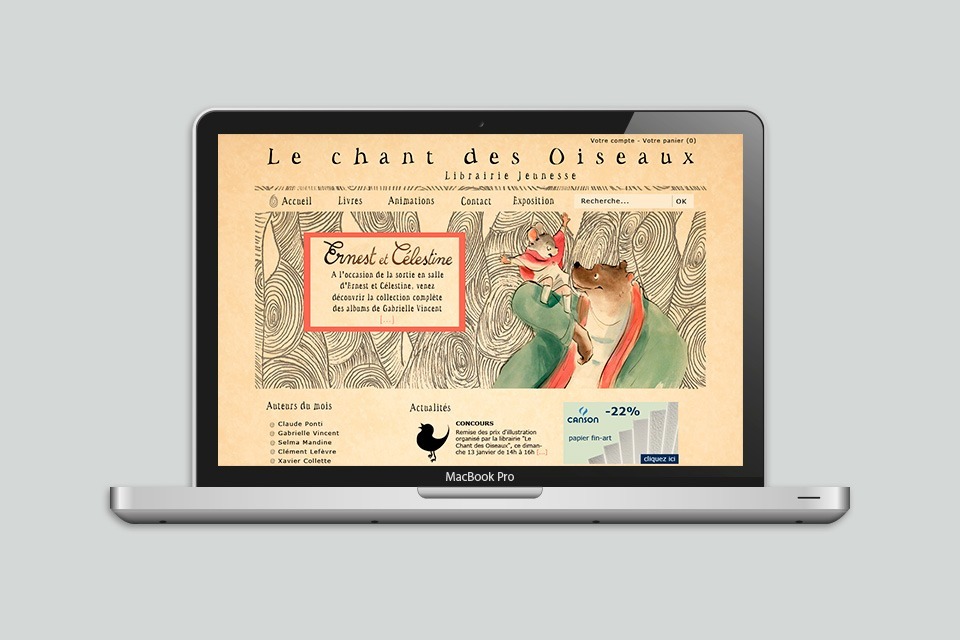 Votre compte - Votre panier (0)
Le chant des Oiseaux
Librairie Jeunesse
Accueil Livres Animations Contact Exposition Recherche... OK
Ernest et Célestine
A l'occasion de la sortie en salle
d'Ernest et Célestine, venez
découvrir la collection complète
des albums de Gabrielle Vincent
[...]
Auteurs du mois
@ Claude Ponti
@ Gabrielle Vincent
@ Selma Mandine
@ Clément Lefèvre
@ Xavier Collette
Actualités
CONCOURS
Remise des prix d'illustration
organisé par la librairie "Le
Chant des Oiseaux", ce diman-
che 13 janvier de 14h à 16h [...]
CANSON -22%
papier fin-art
cliquez ici
MacBook Pro